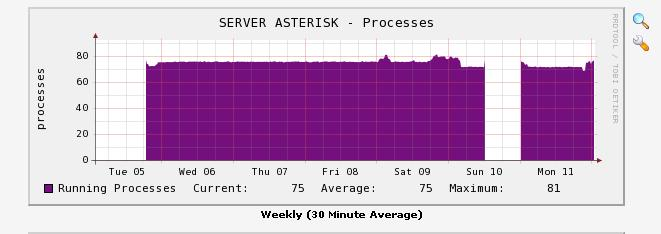 SERVER ASTERISK - Processes
RRDTOOL / TOBI OETIKER
processes
80
60
40
20
0
Tue 05 Wed 06 Thu 07 Fri 08 Sat 09 Sun 10 Mon 11
Running Processes Current: 75 Average: 75 Maximum: 81
Weekly (30 Minute Average)